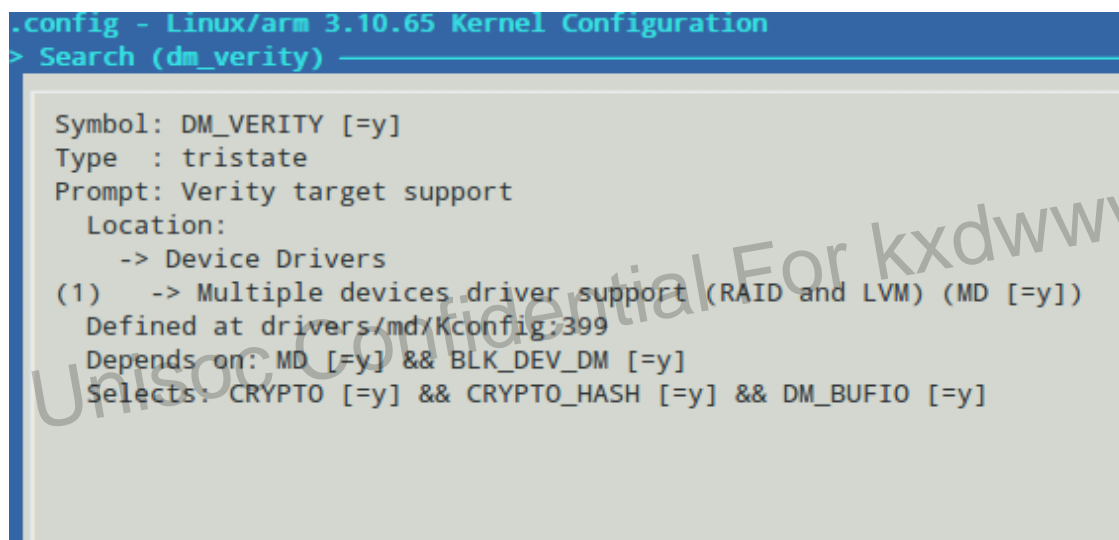 .config - Linux/arm 3.10.65 Kernel Configuration
> Search (dm_verity)
Symbol: DM_VERITY [=y]
Type  : tristate
Prompt: Verity target support
  Location:
    -> Device Drivers
(1)   -> Multiple devices driver support (RAID and LVM) (MD [=y])
  Defined at drivers/md/Kconfig:399
  Depends on: MD [=y] && BLK_DEV_DM [=y]
  Selects: CRYPTO [=y] && CRYPTO_HASH [=y] && DM_BUFIO [=y]
Unisoc Confidential For